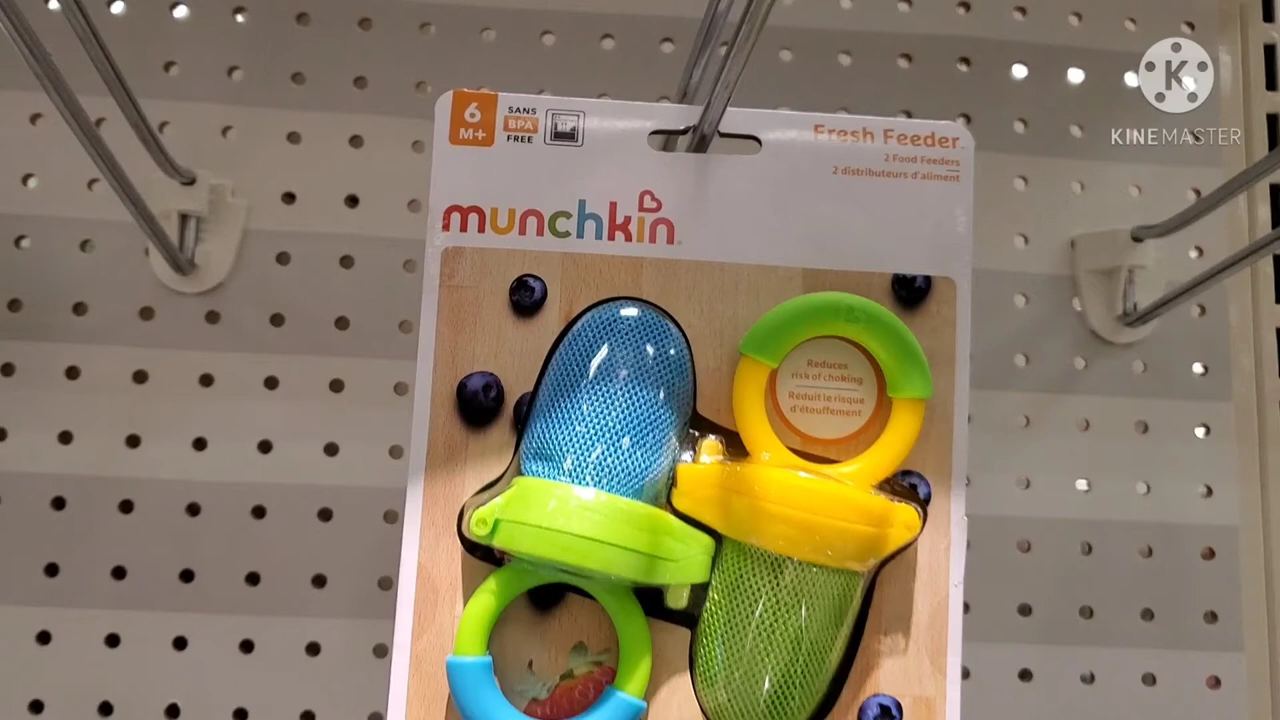 6
M+
SANS
BPA
FREE
Fresh Feeder
2 Food Feeders
2 distributeurs d'aliment
munchkin
Reduces
risk of choking
Réduit le risque
d'étouffement
K
KINEMASTER